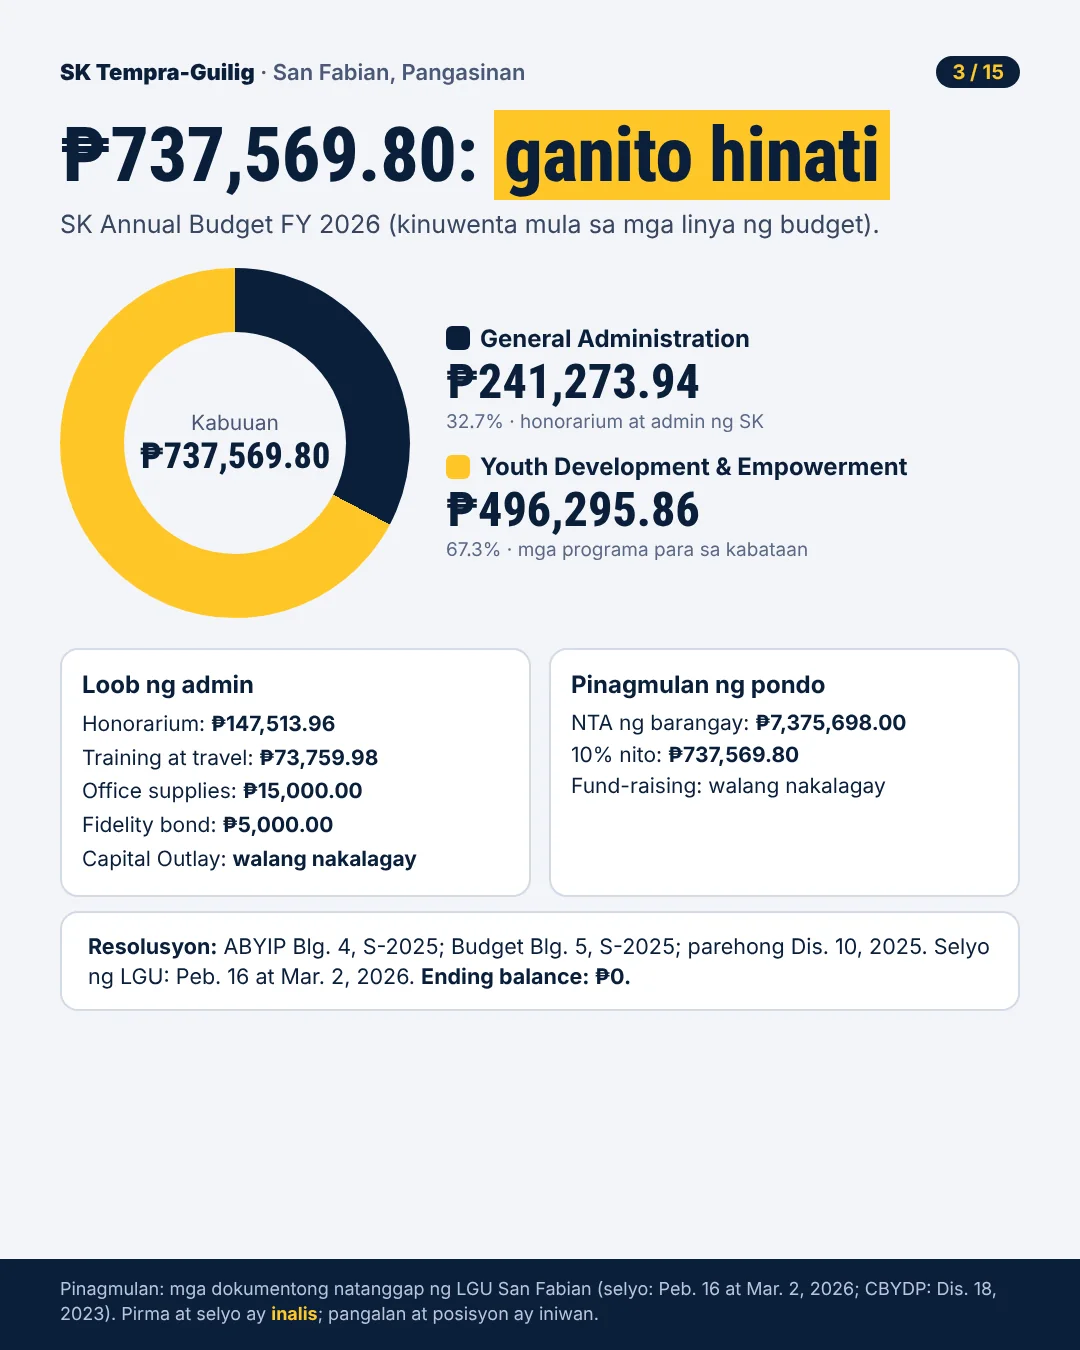 SK Tempra-Guilig · San Fabian, Pangasinan
3 / 15
₱737,569.80: ganito hinati
SK Annual Budget FY 2026 (kinuwenta mula sa mga linya ng budget).
Kabuuan
₱737,569.80
General Administration
₱241,273.94
32.7% · honorarium at admin ng SK
Youth Development & Empowerment
₱496,295.86
67.3% · mga programa para sa kabataan
Loob ng admin
Honorarium: ₱147,513.96
Training at travel: ₱73,759.98
Office supplies: ₱15,000.00
Fidelity bond: ₱5,000.00
Capital Outlay: walang nakalagay
Pinagmulan ng pondo
NTA ng barangay: ₱7,375,698.00
10% nito: ₱737,569.80
Fund-raising: walang nakalagay
Resolusyon: ABYIP Blg. 4, S-2025; Budget Blg. 5, S-2025; parehong Dis. 10, 2025. Selyo
ng LGU: Peb. 16 at Mar. 2, 2026. Ending balance: ₱0.
Pinagmulan: mga dokumentong natanggap ng LGU San Fabian (selyo: Peb. 16 at Mar. 2, 2026; CBYDP: Dis. 18,
2023). Pirma at selyo ay inalis; pangalan at posisyon ay iniwan.